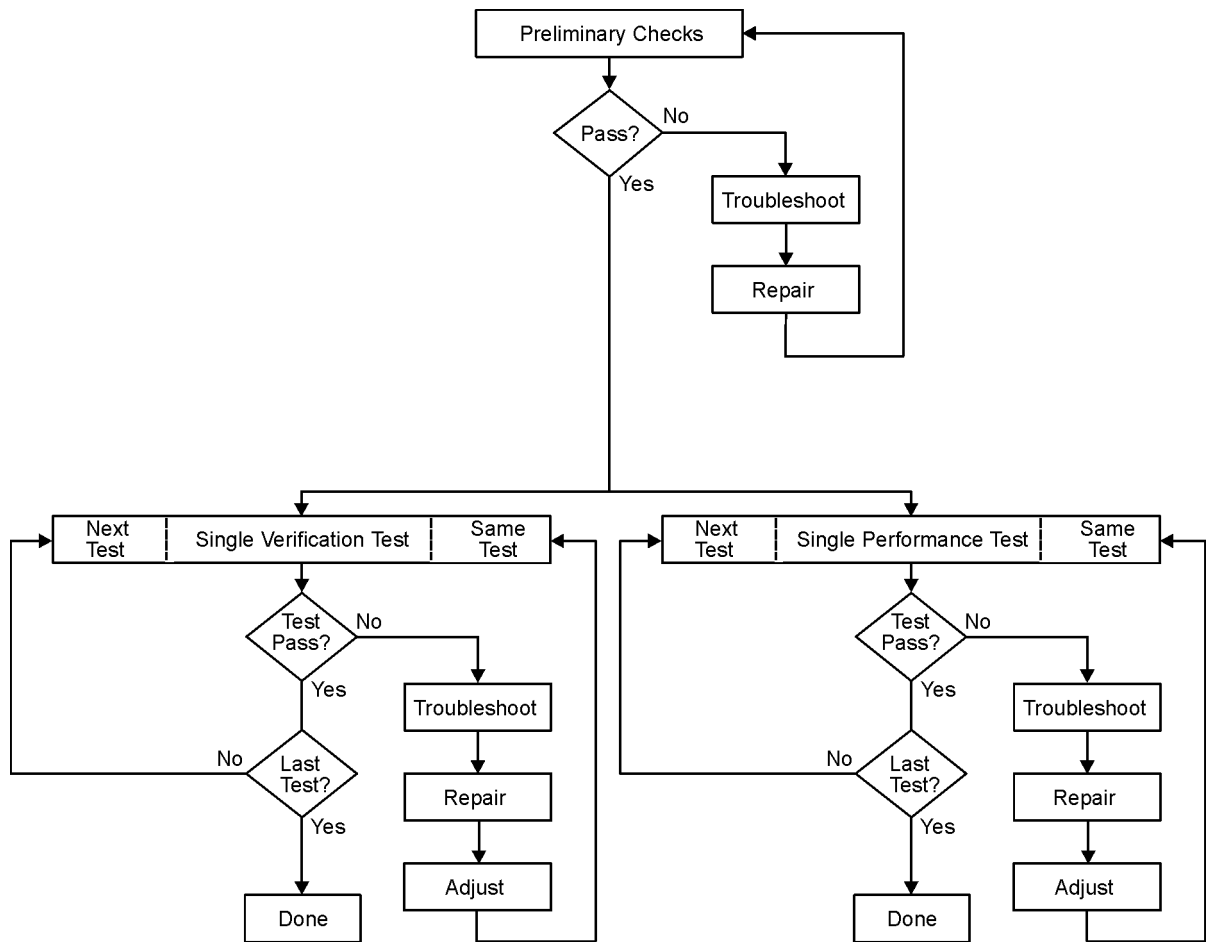 Preliminary Checks
Pass?
No
Yes
Troubleshoot
Repair
Next
Test
Single Verification Test
Same
Test
Test
Pass?
No
Yes
Troubleshoot
No
Last
Test?
Repair
Yes
Adjust
Done
Next
Test
Single Performance Test
Same
Test
Test
Pass?
No
Yes
Troubleshoot
No
Last
Test?
Repair
Yes
Adjust
Done